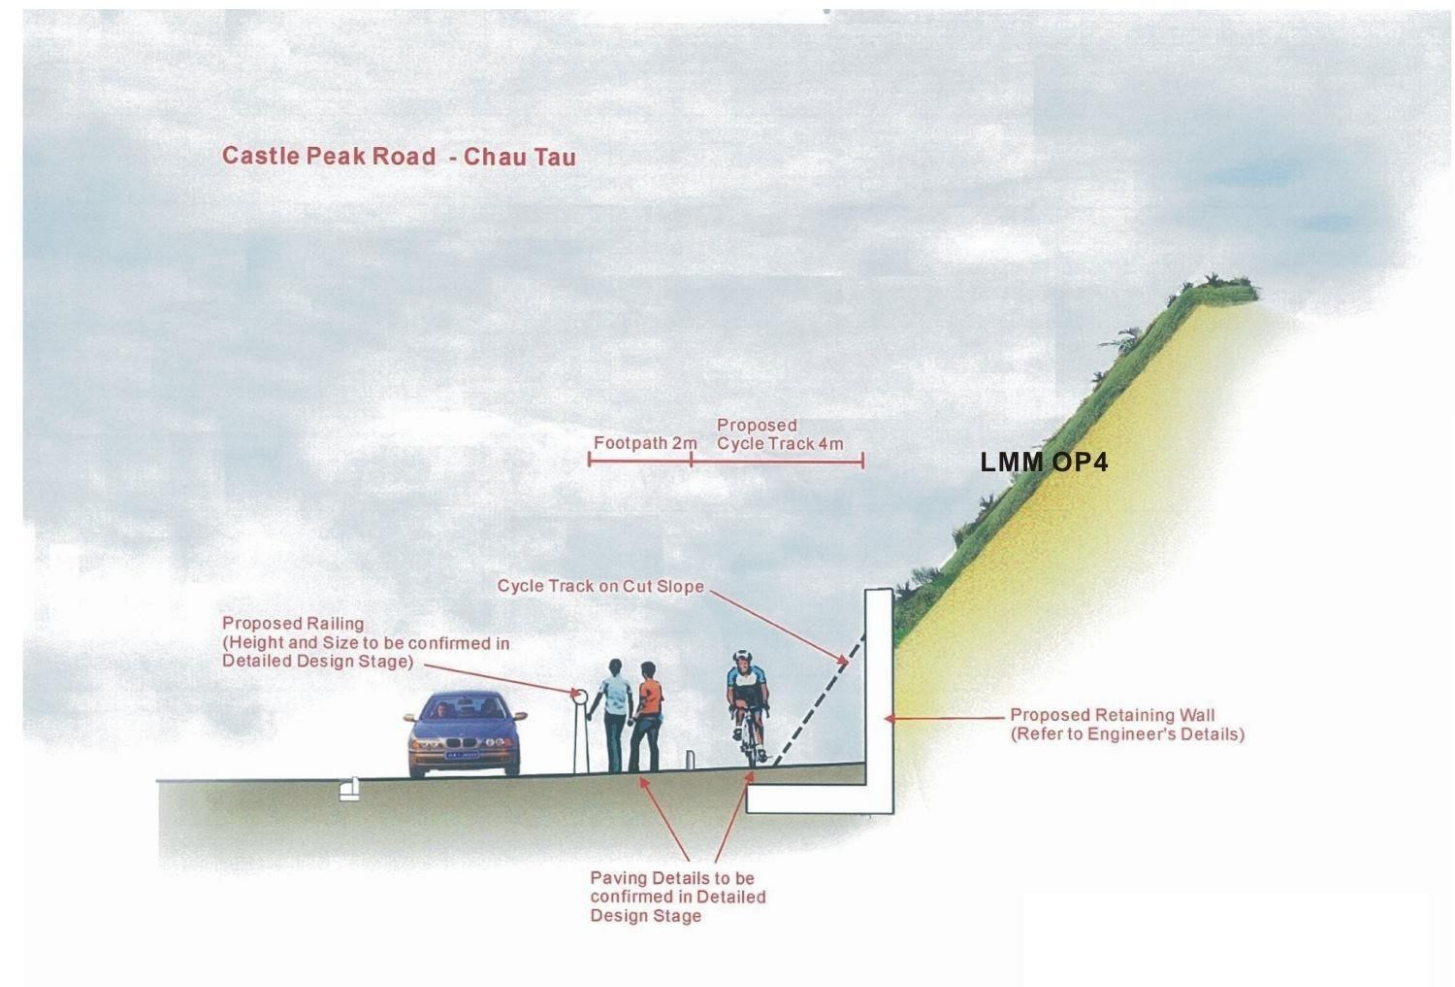 Castle Peak Road - Chau Tau
Proposed
Footpath 2m
Cycle Track 4m
LMM OP4
Cycle Track on Cut Slope
Proposed Railing
(Height and Size to be confirmed in
Detailed Design Stage)
Proposed Retaining Wall
(Refer to Engineer's Details)
Paving Details to be
confirmed in Detailed
Design Stage